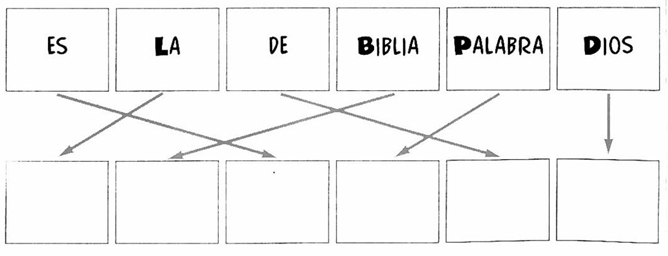 ES LA DE BIBLIA PALABRA DIOS